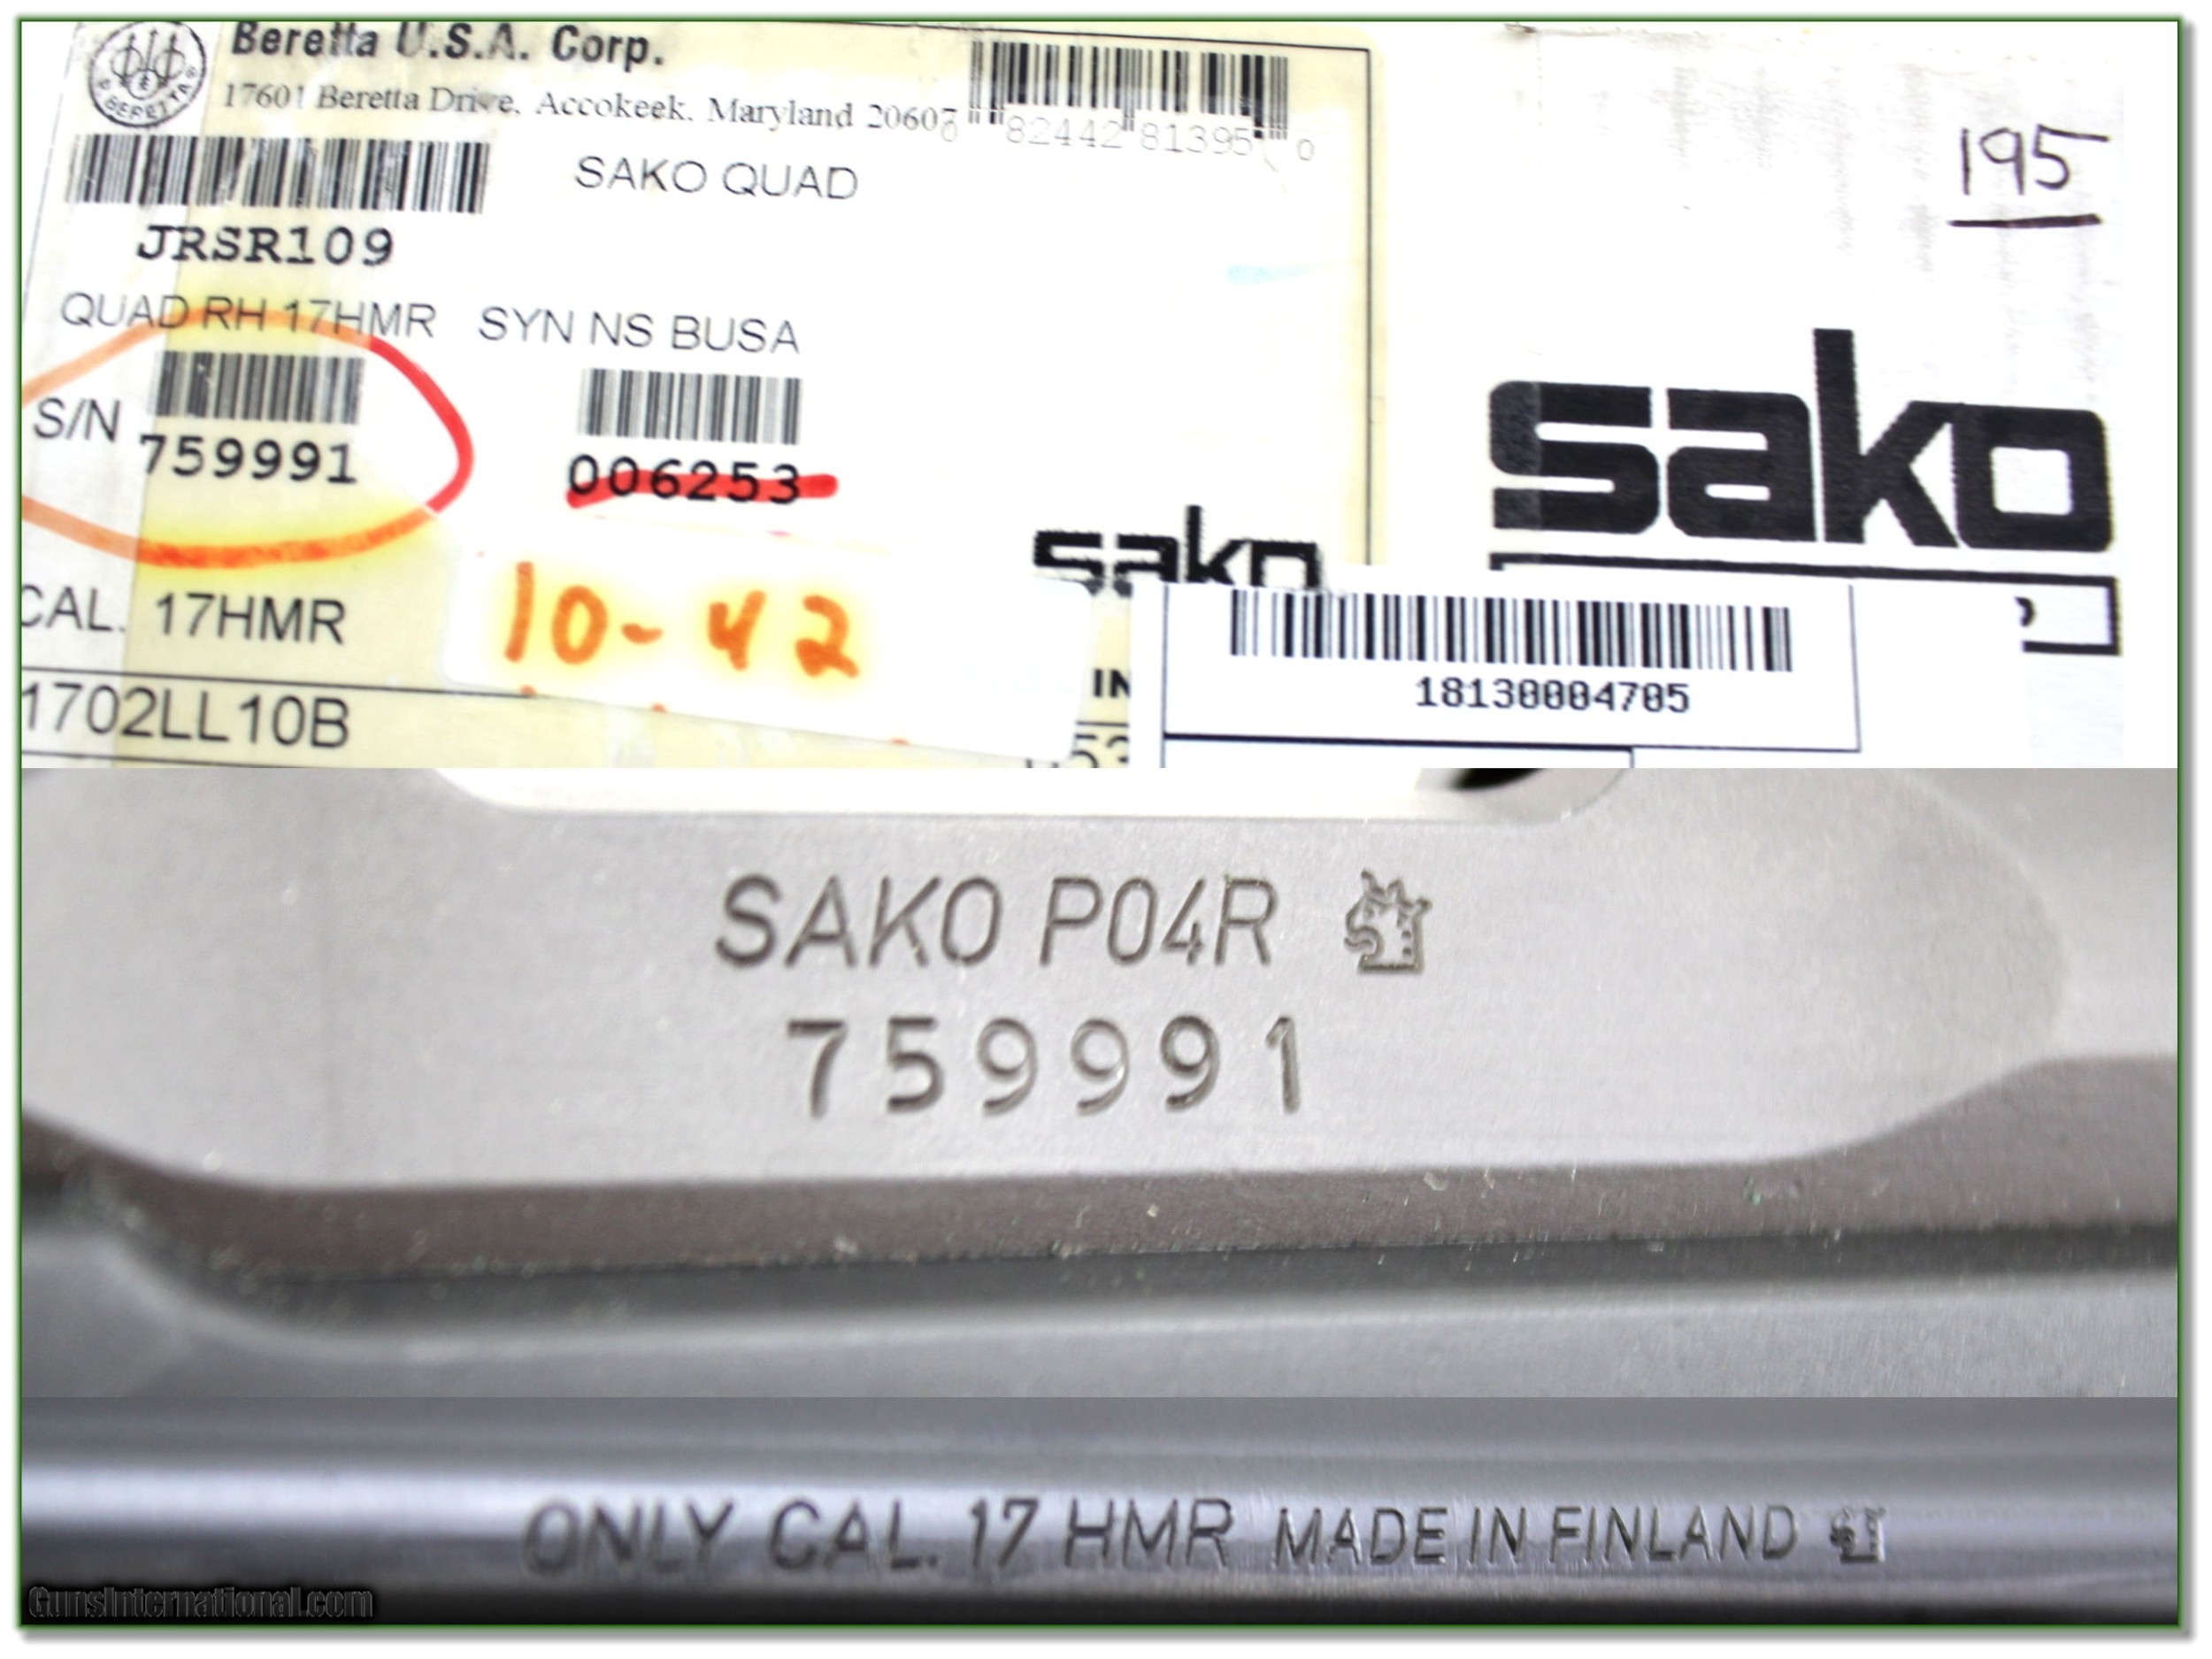 Beretta U.S.A. Corp.
17601 Beretta Drive, Accokeek, Maryland 20607
82442 81395 0
BERETTA
SAKO QUAD
JRSR109
QUAD RH 17HMR SYN NS BUSA
S/N 759991
006253
CAL. 17HMR
10-42
1702LL10B
sako
195
sako
18130004705
SAKO P04R
759991
ONLY CAL. 17 HMR MADE IN FINLAND
GunsInternational.com